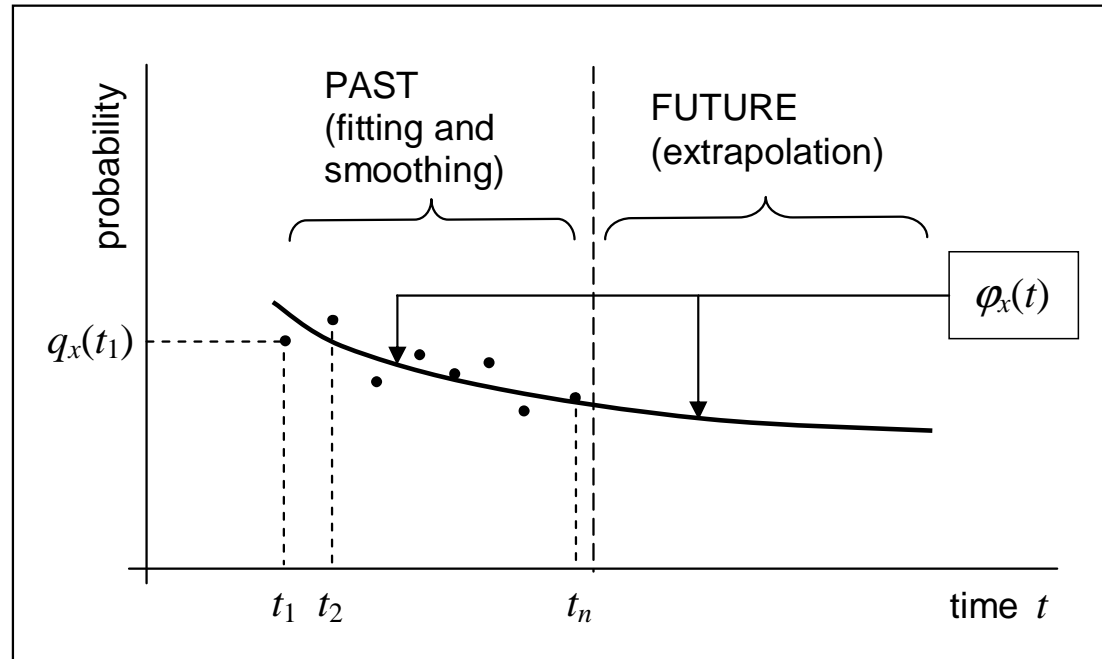 probability
PAST
(fitting and
smoothing)
FUTURE
(extrapolation)
φₓ(t)
qₓ(t₁)
t₁
t₂
tₙ
time t